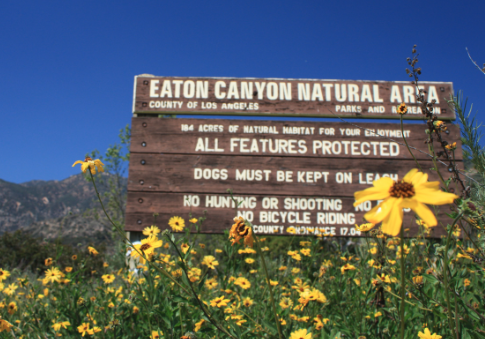 EATON CANYON NATURAL AREA
COUNTY OF LOS ANGELES PARKS AND RECREATION
184 ACRES OF NATURAL HABITAT FOR YOUR ENJOYMENT
ALL FEATURES PROTECTED
DOGS MUST BE KEPT ON LEASH
NO HUNTING OR SHOOTING NO
NO BICYCLE RIDING
COUNTY ORDINANCE 17.04